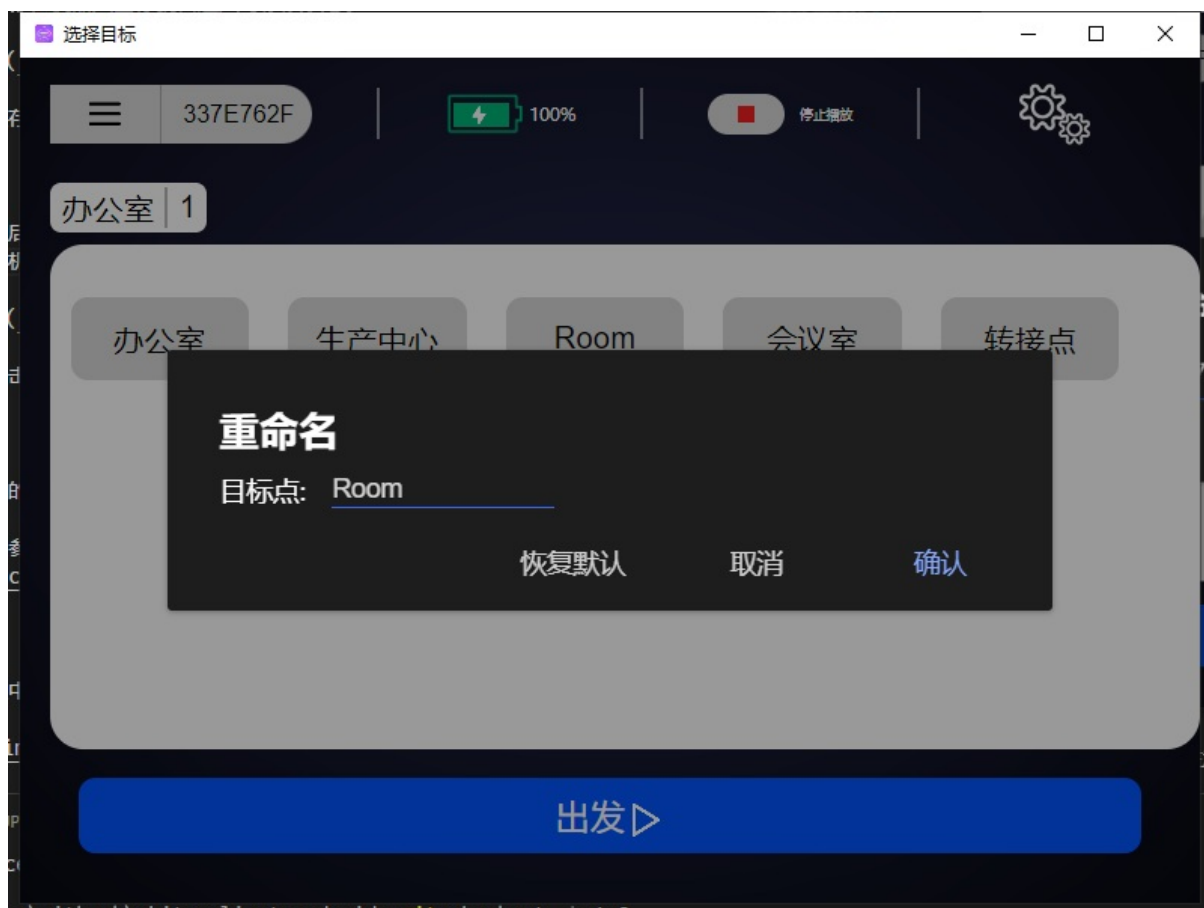 选择目标
337E762F
100%
停止播放
办公室 1
办公室 生产中心 Room 会议室 转接点
重命名
目标点: Room
恢复默认 取消 确认
出发